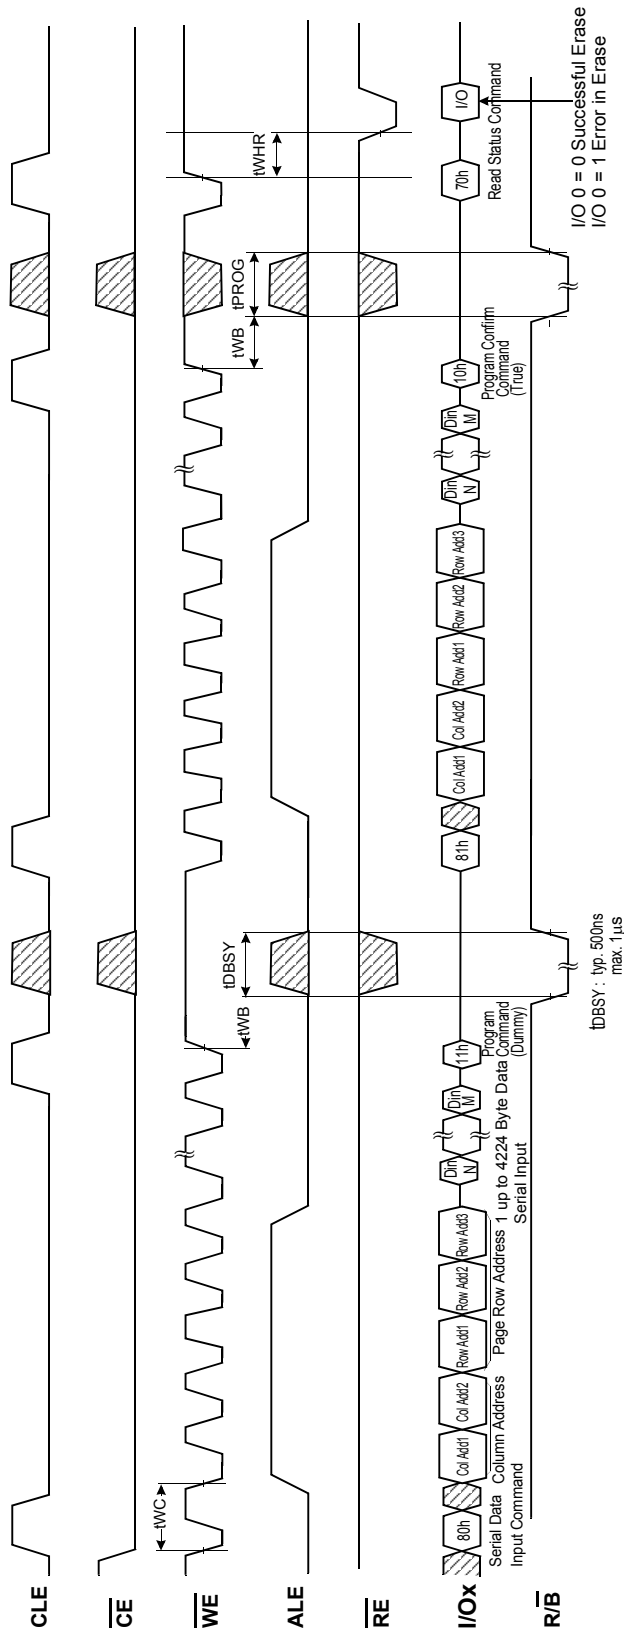 CLE
CE
WE
tWC
tWB
tDBSY
tWB
tPROG
tWHR
ALE
RE
I/Ox
80h
Col Add1
Col Add2
Row Add1
Row Add2
Row Add3
Din
N
Din
M
11h
81h
Col Add1
Col Add2
Row Add1
Row Add2
Row Add3
Din
N
Din
M
10h
70h
I/O
Serial Data
Input Command
Column Address
Page Row Address
1 up to 4224 Byte Data
Serial Input
Program
Command
(Dummy)
Program Confirm
Command
(True)
Read Status Command
R/B
tDBSY : typ. 500ns
max. 1µs
I/O 0 = 0 Successful Erase
I/O 0 = 1 Error in Erase